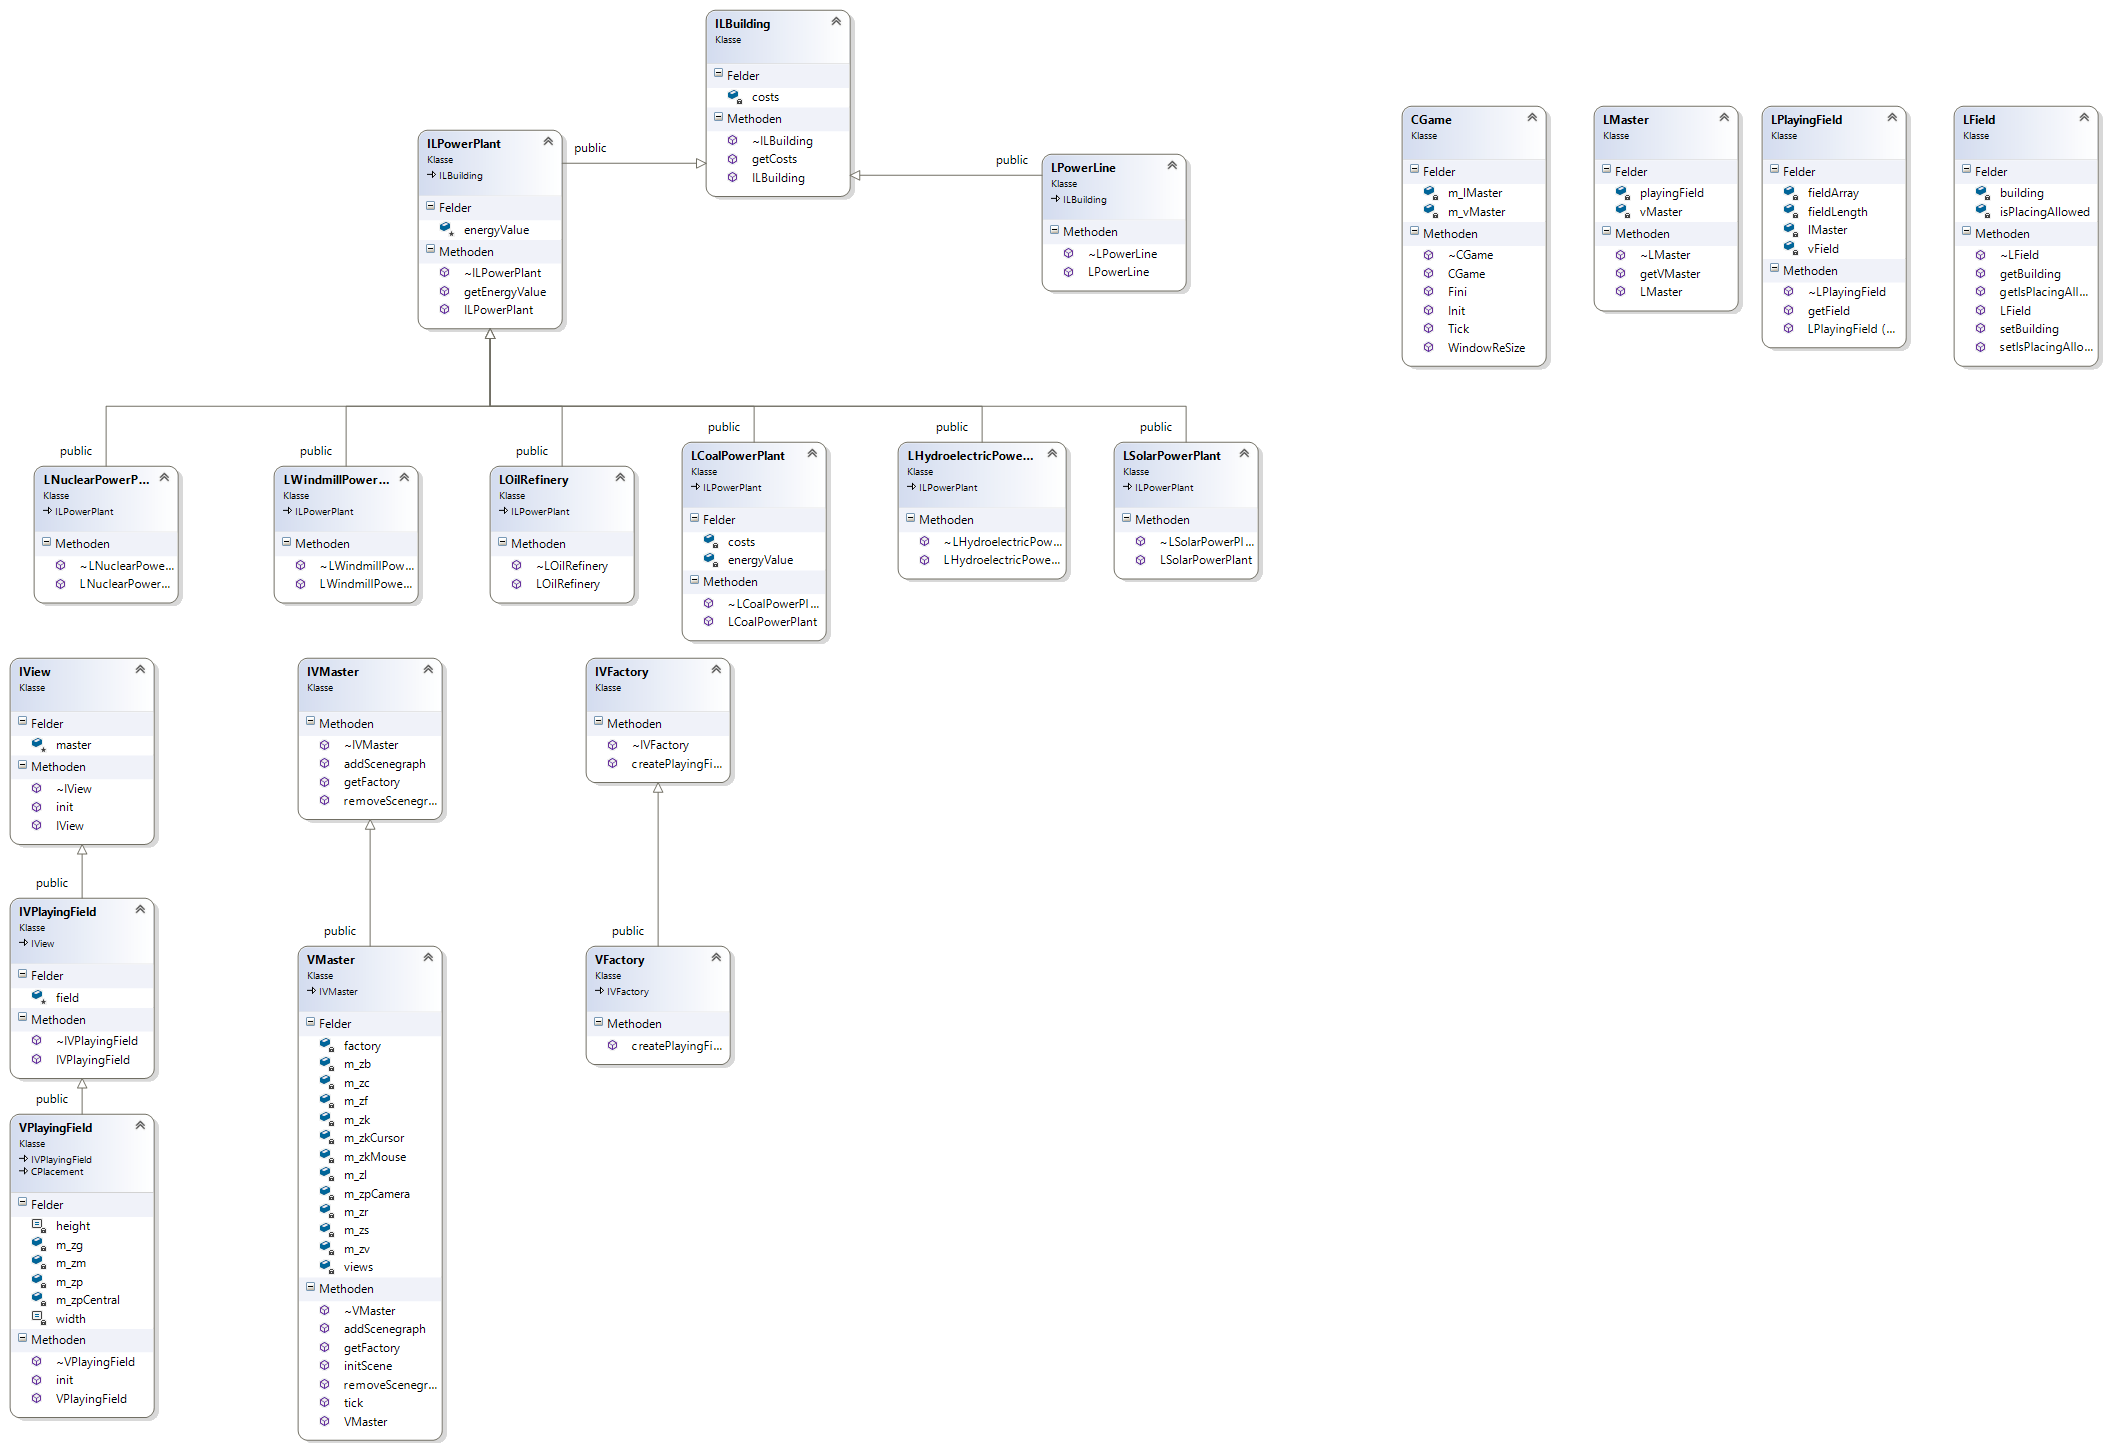 ILBuilding
Klasse
Felder
costs
Methoden
~ILBuilding
getCosts
ILBuilding
public
ILPowerPlant
Klasse
ILBuilding
Felder
energyValue
Methoden
~ILPowerPlant
getEnergyValue
ILPowerPlant
public
LPowerLine
Klasse
ILBuilding
Methoden
~LPowerLine
LPowerLine
CGame
Klasse
Felder
m_lMaster
m_vMaster
Methoden
~CGame
CGame
Fini
Init
Tick
WindowReSize
LMaster
Klasse
Felder
playingField
vMaster
Methoden
~LMaster
getVMaster
LMaster
LPlayingField
Klasse
Felder
fieldArray
fieldLength
lMaster
vField
Methoden
~LPlayingField
getField
LPlayingField (...
LField
Klasse
Felder
building
isPlacingAllowed
Methoden
~LField
getBuilding
getIsPlacingAll...
LField
setBuilding
setIsPlacingAllo...
public
LNuclearPowerP...
Klasse
ILPowerPlant
Methoden
~LNuclearPowe...
LNuclearPower...
public
LWindmillPower...
Klasse
ILPowerPlant
Methoden
~LWindmillPow...
LWindmillPowe...
public
LOilRefinery
Klasse
ILPowerPlant
Methoden
~LOilRefinery
LOilRefinery
public
LCoalPowerPlant
Klasse
ILPowerPlant
Felder
costs
energyValue
Methoden
~LCoalPowerPl...
LCoalPowerPlant
public
LHydroelectricPowe...
Klasse
ILPowerPlant
Methoden
~LHydroelectricPow...
LHydroelectricPowe...
public
LSolarPowerPlant
Klasse
ILPowerPlant
Methoden
~LSolarPowerPl...
LSolarPowerPlant
IView
Klasse
Felder
master
Methoden
~IView
init
IView
public
IVPlayingField
Klasse
IView
Felder
field
Methoden
~IVPlayingField
IVPlayingField
public
VPlayingField
Klasse
IVPlayingField
CPlacement
Felder
height
m_zg
m_zm
m_zp
m_zpCentral
width
Methoden
~VPlayingField
init
VPlayingField
IVMaster
Klasse
Methoden
~IVMaster
addScenegraph
getFactory
removeScenegr...
public
VMaster
Klasse
IVMaster
Felder
factory
m_zb
m_zc
m_zf
m_zk
m_zkCursor
m_zkMouse
m_zl
m_zpCamera
m_zr
m_zs
m_zv
views
Methoden
~VMaster
addScenegraph
getFactory
initScene
removeScenegr...
tick
VMaster
IVFactory
Klasse
Methoden
~IVFactory
createPlayingFi...
public
VFactory
Klasse
IVFactory
Methoden
createPlayingFi...